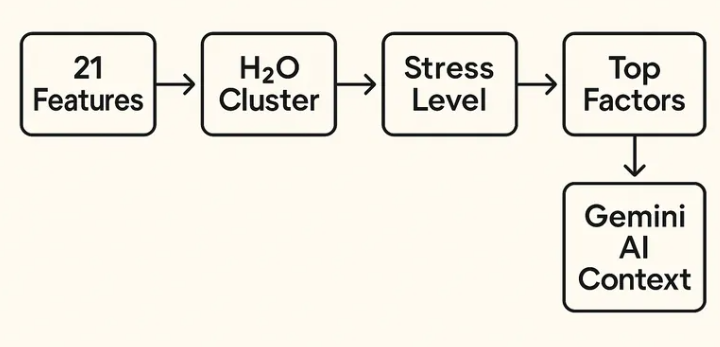 21
Features
H₂O
Cluster
Stress
Level
Top
Factors
Gemini
AI
Context